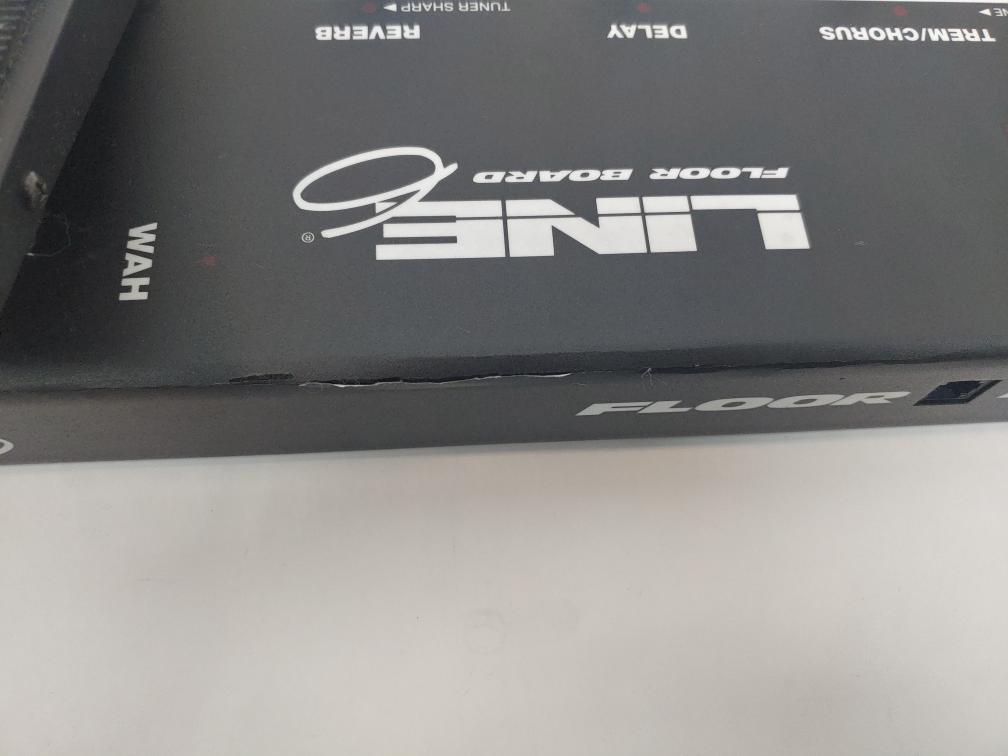 TREM/CHORUS
DELAY
REVERB
TUNER SHARP
LINE 6
®
FLOOR BOARD
WAH
FLOOR